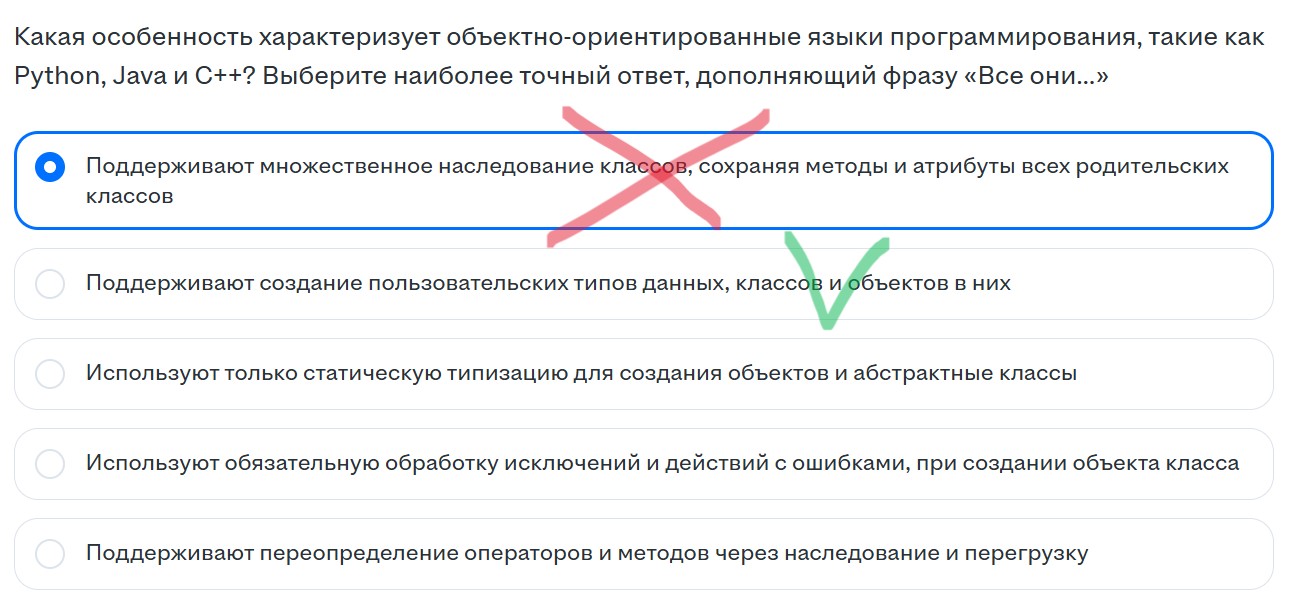 Какая особенность характеризует объектно-ориентированные языки программирования, такие как
Python, Java и C++? Выберите наиболее точный ответ, дополняющий фразу «Все они...»
Поддерживают множественное наследование классов, сохраняя методы и атрибуты всех родительских
классов
Поддерживают создание пользовательских типов данных, классов и объектов в них
Используют только статическую типизацию для создания объектов и абстрактные классы
Используют обязательную обработку исключений и действий с ошибками, при создании объекта класса
Поддерживают переопределение операторов и методов через наследование и перегрузку